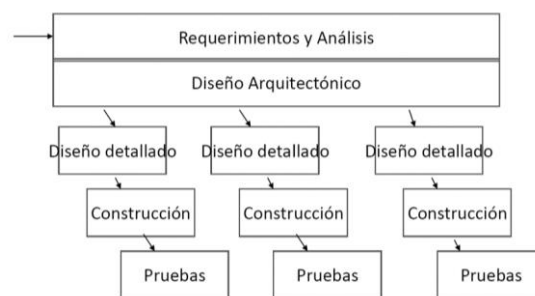 Requerimientos y Análisis
Diseño Arquitectónico
Diseño detallado
Diseño detallado
Diseño detallado
Construcción
Construcción
Construcción
Pruebas
Pruebas
Pruebas